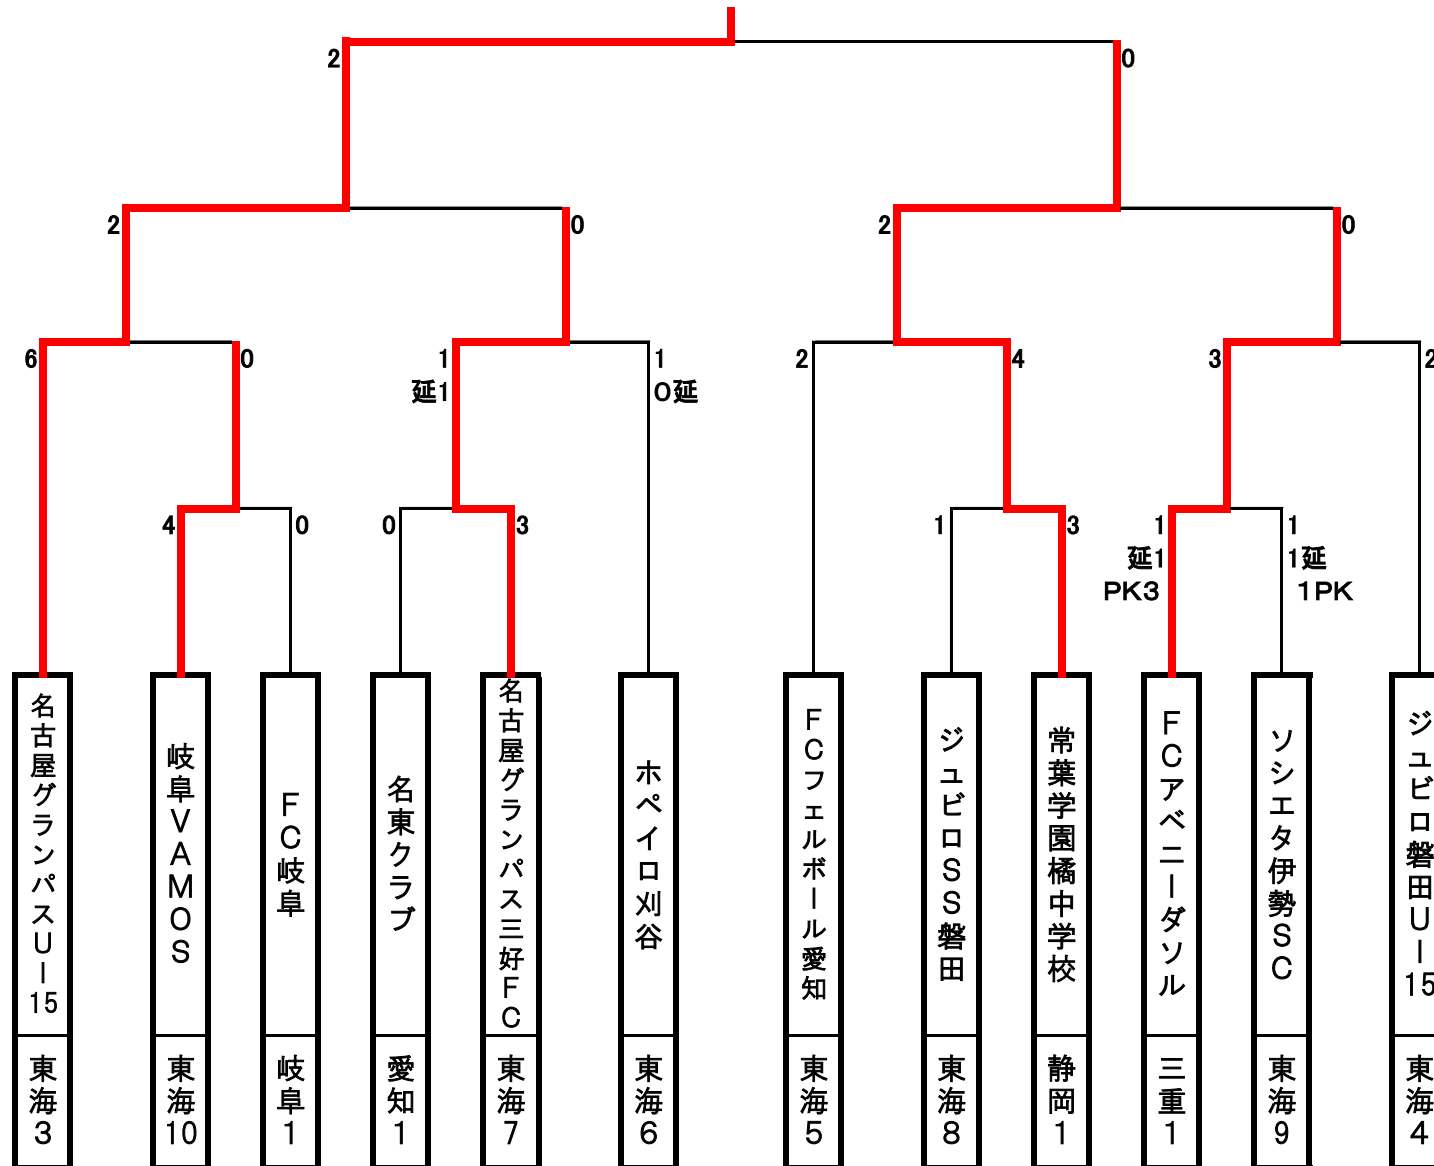 2
0
2
0
2
0
6
0
1
1
2
4
3
2
延1
0延
4
0
0
3
1
3
1
1
延1
1延
PK3
1PK
名古屋グランパスU－15
岐阜VAMOS
FC岐阜
名東クラブ
名古屋グランパス三好FC
ホペイロ刈谷
FCフェルボール愛知
ジュビロSS磐田
常葉学園橘中学校
FCアベニーダソル
ソシエタ伊勢SC
ジュビロ磐田U－15
東海3
東海10
岐阜1
愛知1
東海7
東海6
東海5
東海8
静岡1
三重1
東海9
東海4